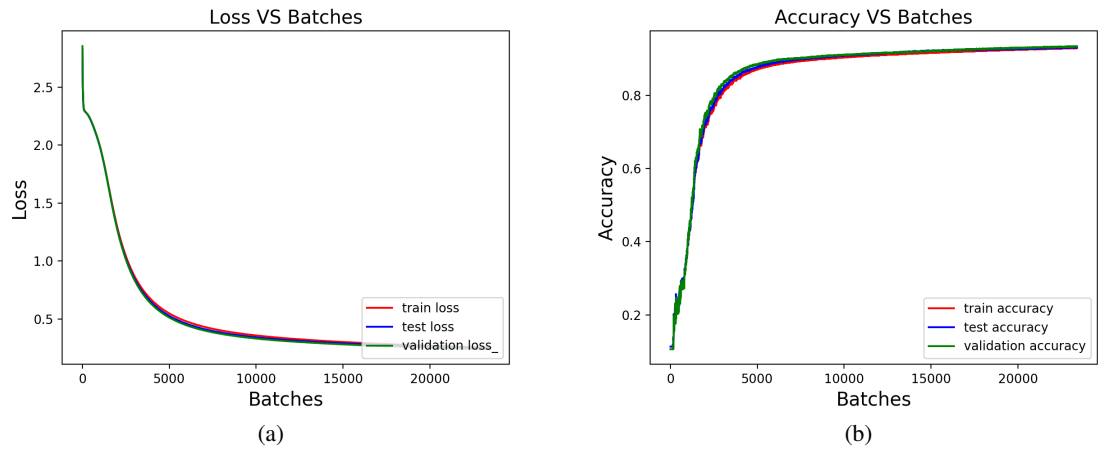 Loss VS Batches
2.5
2.0
1.5
1.0
0.5
Loss
train loss
test loss
validation loss_
0 5000 10000 15000 20000
Batches
(a)
Accuracy VS Batches
0.8
0.6
0.4
0.2
Accuracy
train accuracy
test accuracy
validation accuracy
0 5000 10000 15000 20000
Batches
(b)